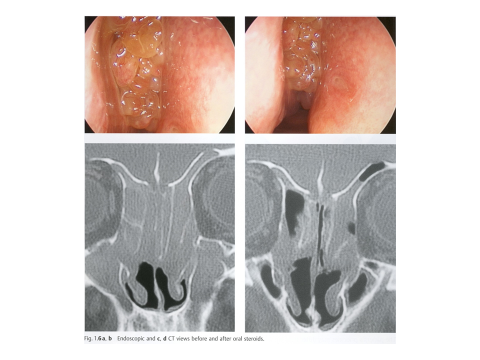 Fig. 1.6a, b Endoscopic and c, d CT views before and after oral steroids.